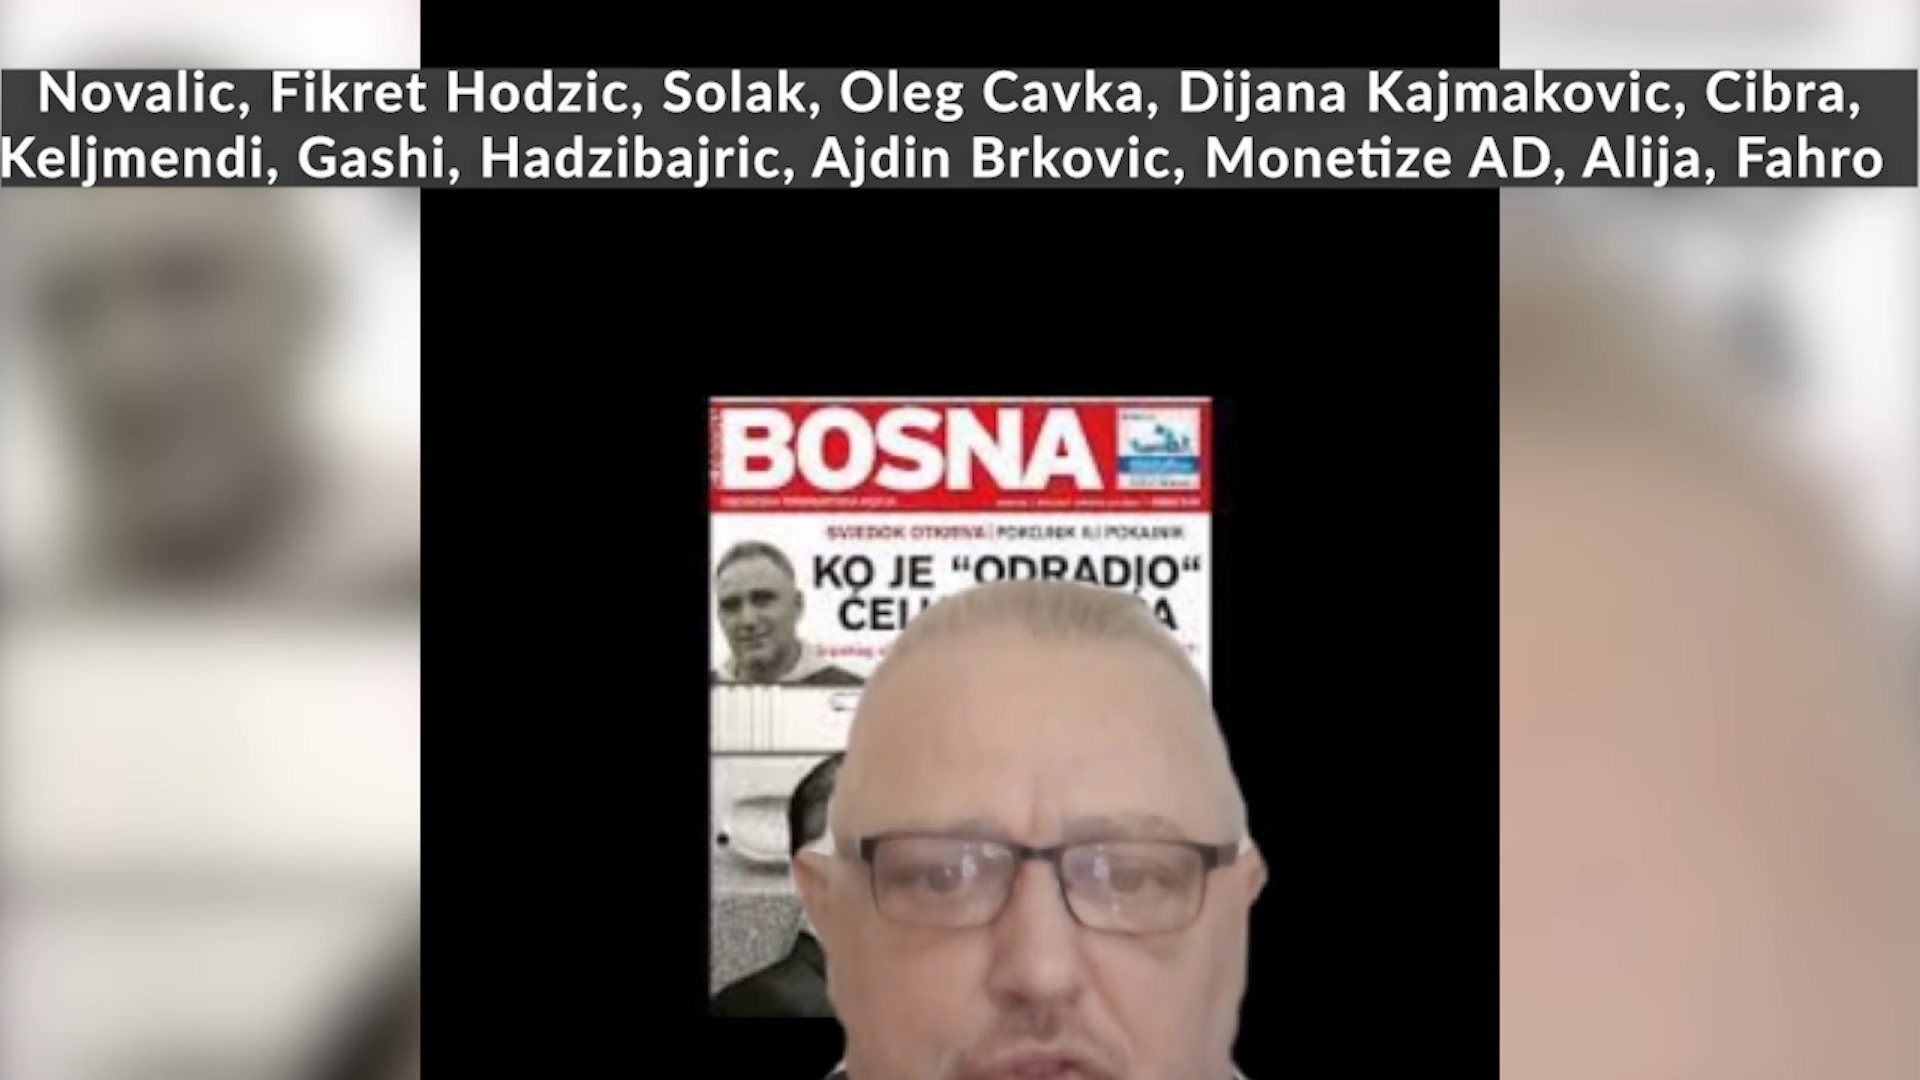 Novalic, Fikret Hodzic, Solak, Oleg Cavka, Dijana Kajmakovic, Cibra,
Keljmendi, Gashi, Hadzibajric, Ajdin Brkovic, Monetize AD, Alija, Fahro
BOSNA
SVJEDOK OTKRIVA | POKOJNIK ILI POKAJNIK
KO JE “ODRADIO“